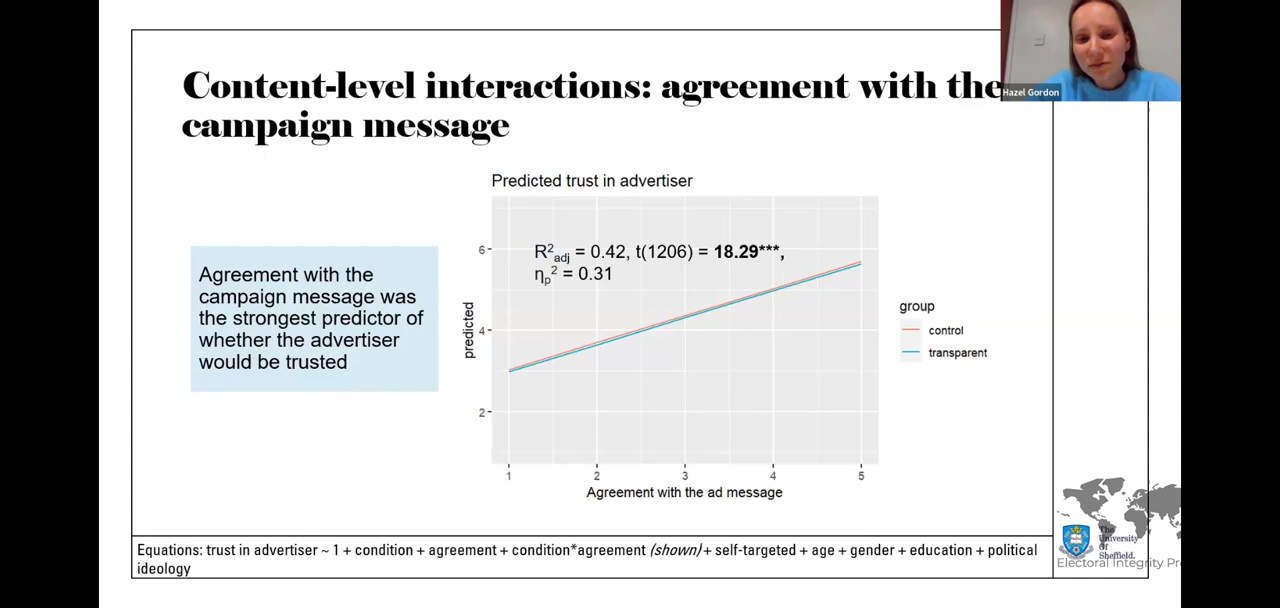 Content-level interactions: agreement with the
campaign message
Hazel Gordon
Predicted trust in advertiser
R²adj = 0.42, t(1206) = 18.29***,
ηp² = 0.31
Agreement with the
campaign message was
the strongest predictor of
whether the advertiser
would be trusted
predicted
6
4
2
1 2 3 4 5
Agreement with the ad message
group
control
transparent
The
University
Of
Sheffield.
Electoral Integrity
Equations: trust in advertiser ~ 1 + condition + agreement + condition*agreement (shown) + self-targeted + age + gender + education + political
ideology